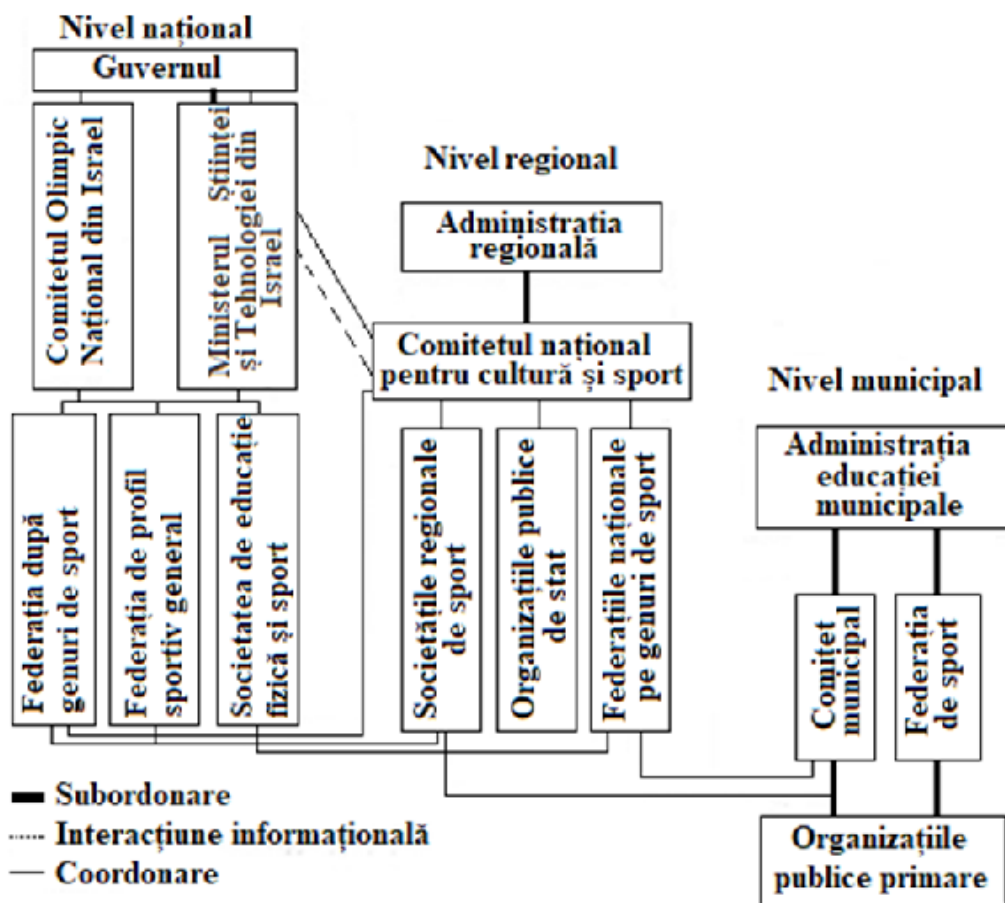 Nivel național
Guvernul
Comitetul Olimpic
Național din Israel
Ministerul Științei
și Tehnologiei din
Israel
Federația după
genuri de sport
Federația de profil
sportiv general
Societatea de educație
fizică și sport
Nivel regional
Administratia
regională
Comitetul național
pentru cultură și sport
Societățile regionale
de sport
Organizațiile publice
de stat
Federațiile naționale
pe genuri de sport
Nivel municipal
Administrația
educației
municipale
Comitet
municipal
Federația
de sport
Organizațiile
publice primare
Subordonare
Interacțiune informațională
Coordonare